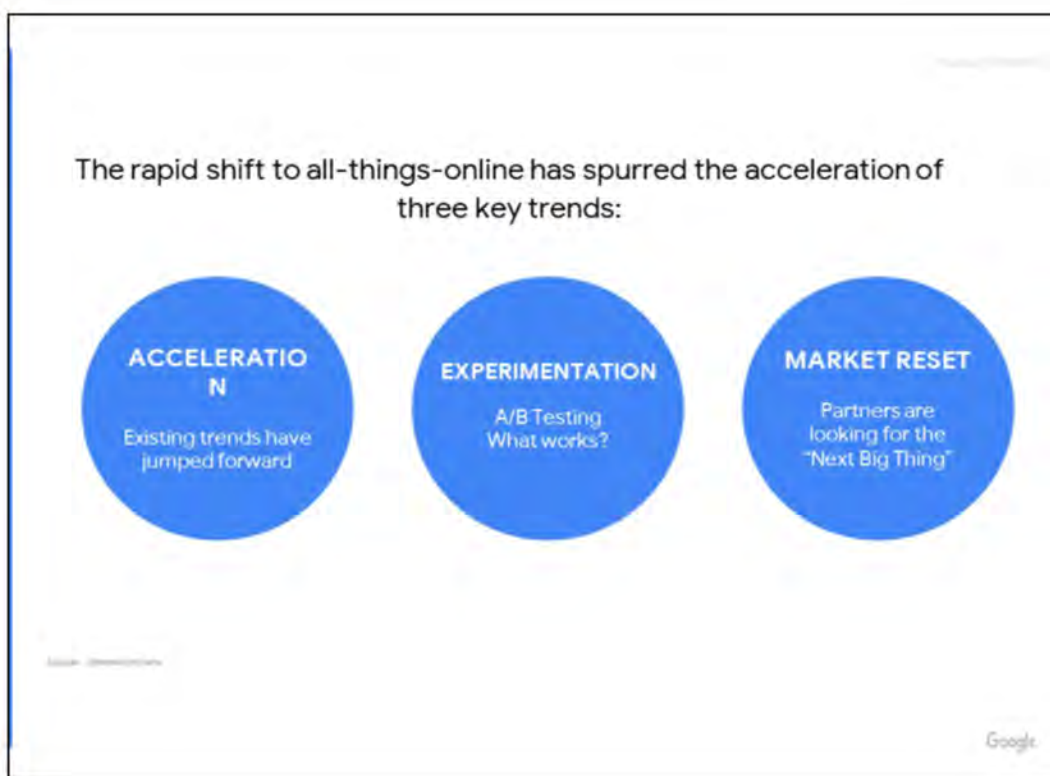 The rapid shift to all-things-online has spurred the acceleration of
three key trends:
ACCELERATIO
N
Existing trends have
jumped forward
EXPERIMENTATION
A/B Testing
What works?
MARKET RESET
Partners are
looking for the
“Next Big Thing”
Google